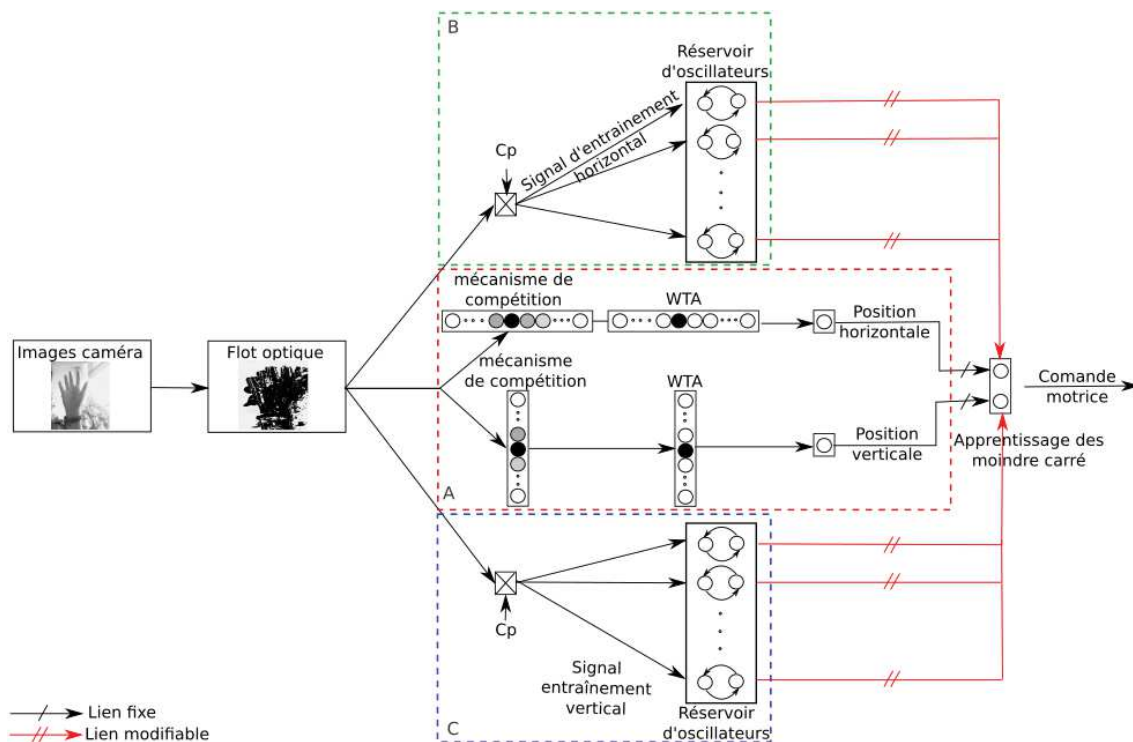 B
Réservoir
d'oscillateurs
Cp
Signal d'entrainement
horizontal
mécanisme de
compétition
WTA
Position
horizontale
Images caméra
Flot optique
mécanisme
de compétition
WTA
Comande
motrice
Position
verticale
Apprentissage des
moindre carré
A
Cp
Signal
entraînement
vertical
Réservoir
d'oscillateurs
C
Lien fixe
Lien modifiable